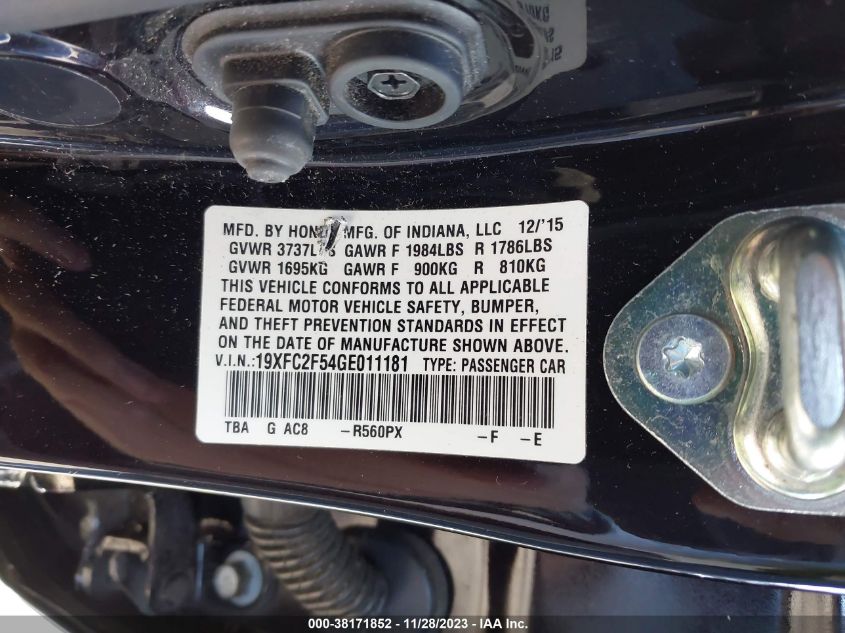 MFD. BY HONDA MFG. OF INDIANA, LLC 12/'15
GVWR 3737LBS GAWR F 1984LBS R 1786LBS
GVWR 1695KG GAWR F 900KG R 810KG
THIS VEHICLE CONFORMS TO ALL APPLICABLE
FEDERAL MOTOR VEHICLE SAFETY, BUMPER,
AND THEFT PREVENTION STANDARDS IN EFFECT
ON THE DATE OF MANUFACTURE SHOWN ABOVE.
V.I.N.:19XFC2F54GE011181 TYPE: PASSENGER CAR
TBA G AC8 –R560PX –F –E
000-38171852 - 11/28/2023 - IAA Inc.